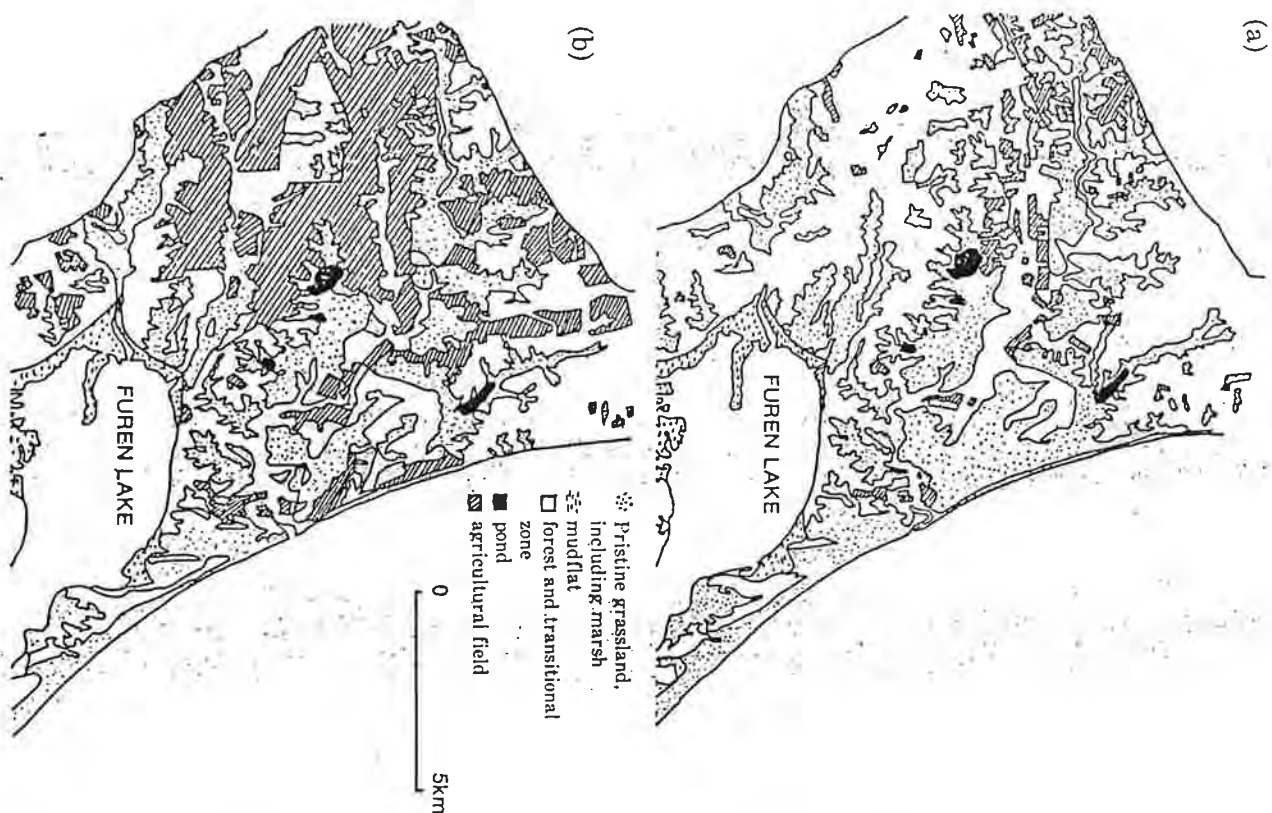 (a)
FUREN LAKE
(b)
FUREN LAKE
Pristine grassland,
including marsh
mudflat
forest and transitional
zone
pond
agricultural field
0
5km